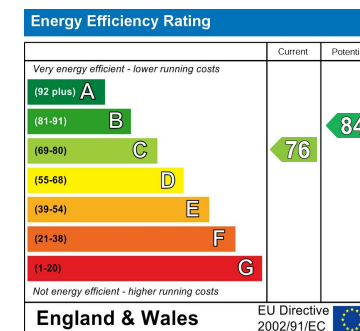 Energy Efficiency Rating
Current
Very energy efficient - lower running costs
(92 plus) A
(81-91) B
84
(69-80) C
76
(55-68) D
(39-54) E
(21-38) F
(1-20) G
Not energy efficient - higher running costs
England & Wales
EU Directive
2002/91/EC